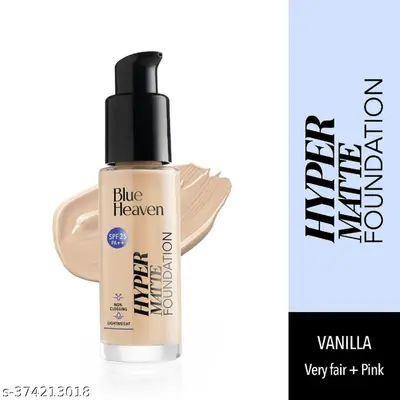 Blue
Heaven
SPF 25
PA++
HYPER
MATTE
FOUNDATION
NON
CLOGGING
LIGHTWEIGHT
HYPER
MATTE
FOUNDATION
VANILLA
Very fair + Pink
s-374213018